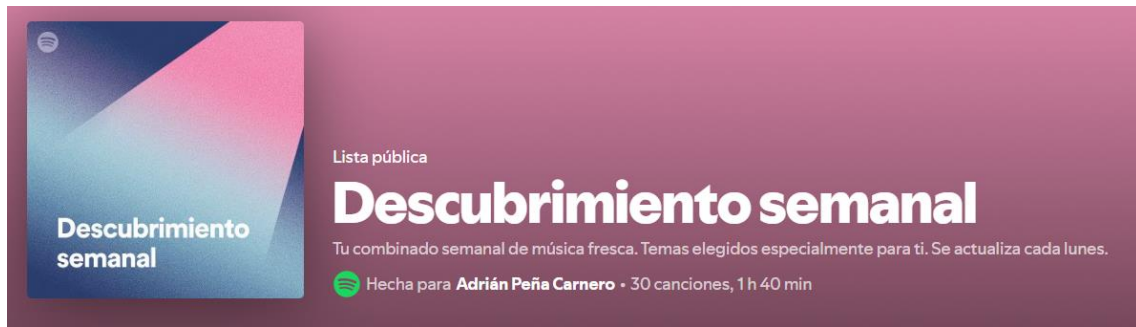 Descubrimiento
semanal
Lista pública
Descubrimiento semanal
Tu combinado semanal de música fresca. Temas elegidos especialmente para ti. Se actualiza cada lunes.
Hecha para Adrián Peña Carnero • 30 canciones, 1 h 40 min